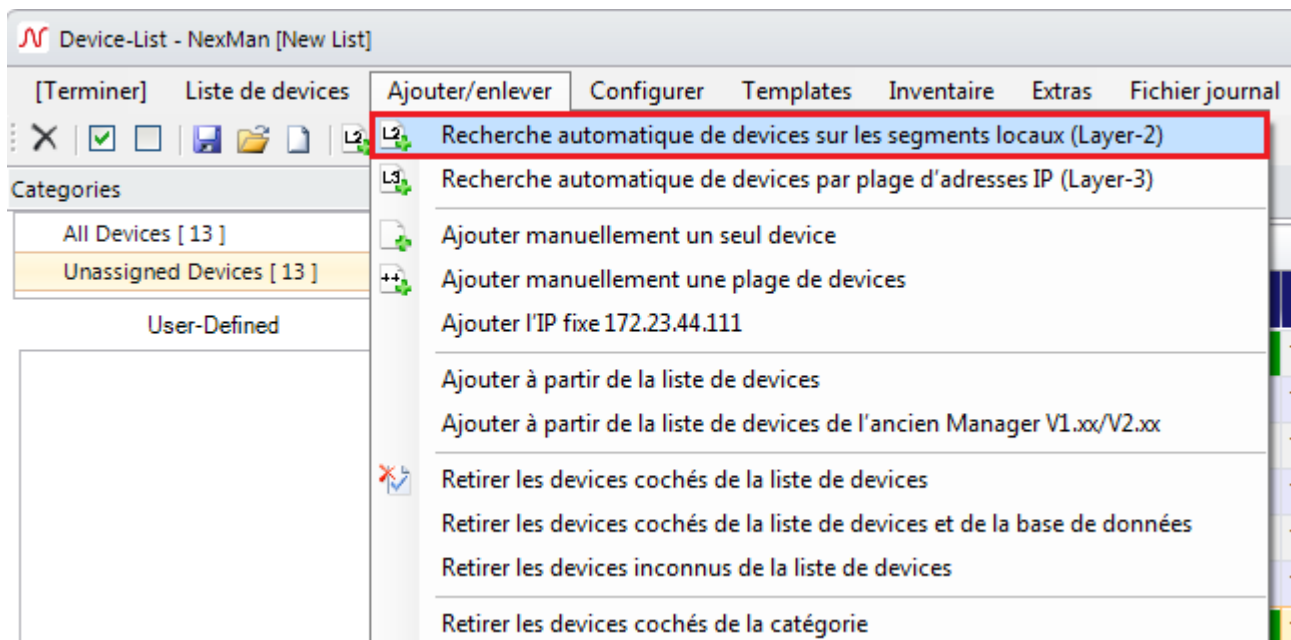 Device-List - NexMan [New List]
[Terminer] Liste de devices Ajouter/enlever Configurer Templates Inventaire Extras Fichier journal
L2
L2 Recherche automatique de devices sur les segments locaux (Layer-2)
L3 Recherche automatique de devices par plage d'adresses IP (Layer-3)
Categories
All Devices [ 13 ]
Unassigned Devices [ 13 ]
User-Defined
Ajouter manuellement un seul device
++ Ajouter manuellement une plage de devices
Ajouter l'IP fixe 172.23.44.111
Ajouter à partir de la liste de devices
Ajouter à partir de la liste de devices de l'ancien Manager V1.xx/V2.xx
Retirer les devices cochés de la liste de devices
Retirer les devices cochés de la liste de devices et de la base de données
Retirer les devices inconnus de la liste de devices
Retirer les devices cochés de la catégorie